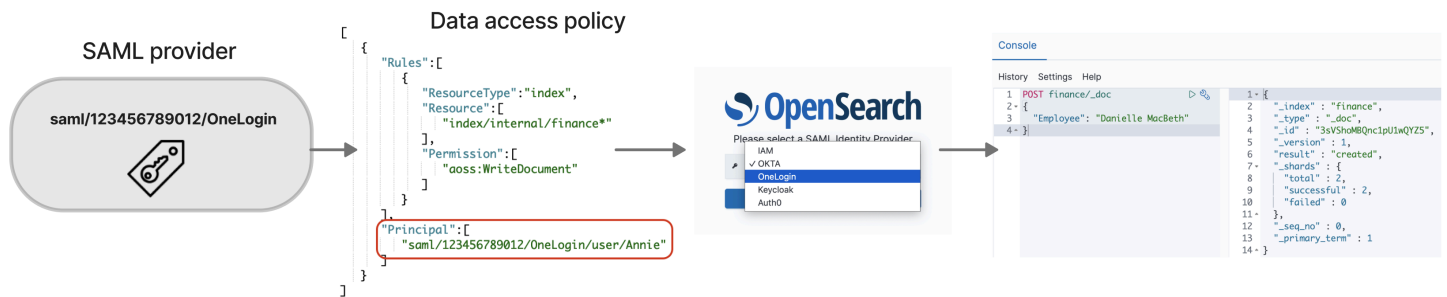 SAML provider
saml/123456789012/OneLogin
Data access policy
[
{
"Rules":[
{
"ResourceType":"index",
"Resource":[
"index/internal/finance*"
],
"Permission":[
"aoss:WriteDocument"
]
}
],
"Principal":[
"saml/123456789012/OneLogin/user/Annie"
]
}
]
OpenSearch
Please select a SAML Identity Provider
IAM
✓ OKTA
OneLogin
Keycloak
Auth0
Console
History Settings Help
1 POST finance/_doc
2 {
3 "Employee": "Danielle MacBeth"
4 }
1 {
2 "_index" : "finance",
3 "_type" : "_doc",
4 "_id" : "3sVShoMBQnc1pU1wQYZ5",
5 "_version" : 1,
6 "result" : "created",
7 "_shards" : {
8 "total" : 2,
9 "successful" : 2,
10 "failed" : 0
11 },
12 "_seq_no" : 0,
13 "_primary_term" : 1
14 }